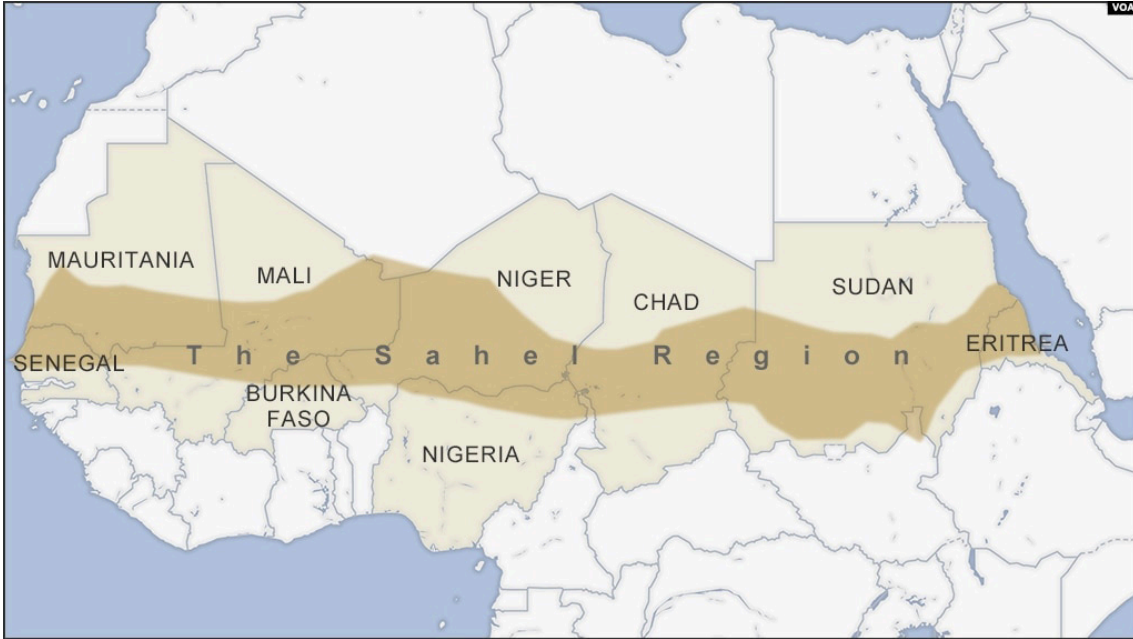 VOA
MAURITANIA
MALI
NIGER
CHAD
SUDAN
The Sahel Region
SENEGAL
ERITREA
BURKINA
FASO
NIGERIA